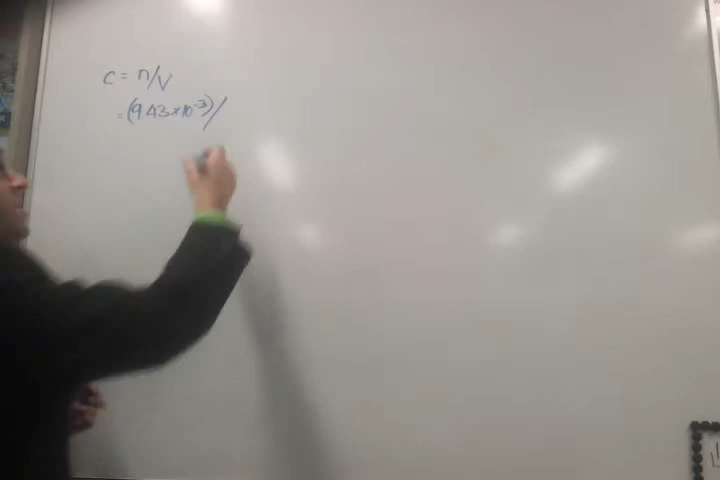 c = n/V
= (9.43×10⁻³)/